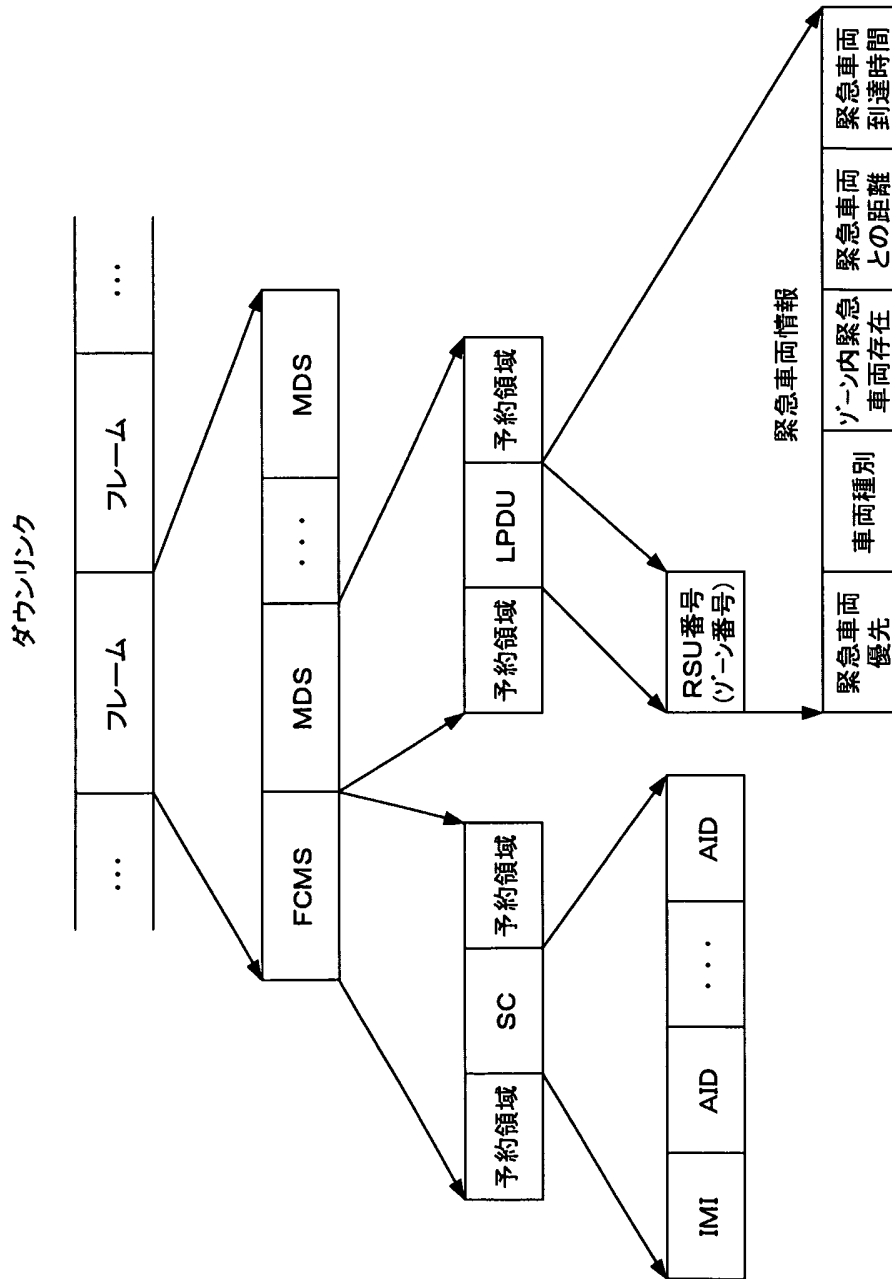 ダウンリンク
・・・
フレーム
フレーム
・・・
FCMS
MDS
・・・
MDS
予約領域
SC
予約領域
予約領域
LPDU
予約領域
IMI
AID
・・・
AID
RSU番号
(ゾーン番号)
緊急車両情報
緊急車両
優先
車両種別
ゾーン内緊急
車両存在
緊急車両
との距離
緊急車両
到達時間